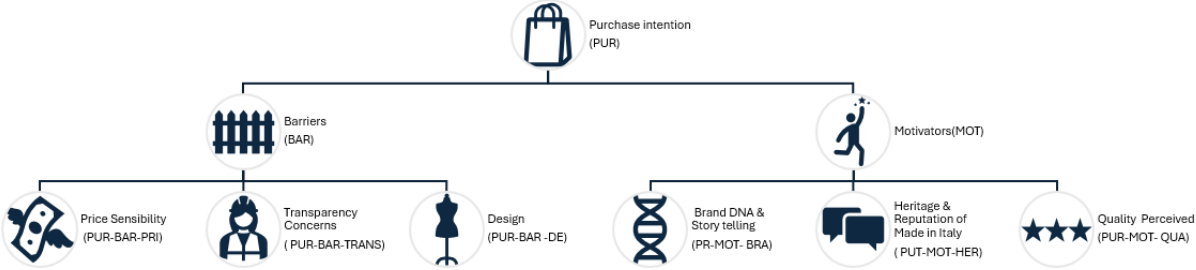 Purchase intention
(PUR)
Barriers
(BAR)
Motivators(MOT)
Price Sensibility
(PUR-BAR-PRI)
Transparency
Concerns
( PUR-BAR-TRANS)
Design
(PUR-BAR -DE)
Brand DNA &
Story telling
(PR-MOT- BRA)
Heritage &
Reputation of
Made in Italy
( PUT-MOT-HER)
Quality  Perceived
(PUR-MOT- QUA)